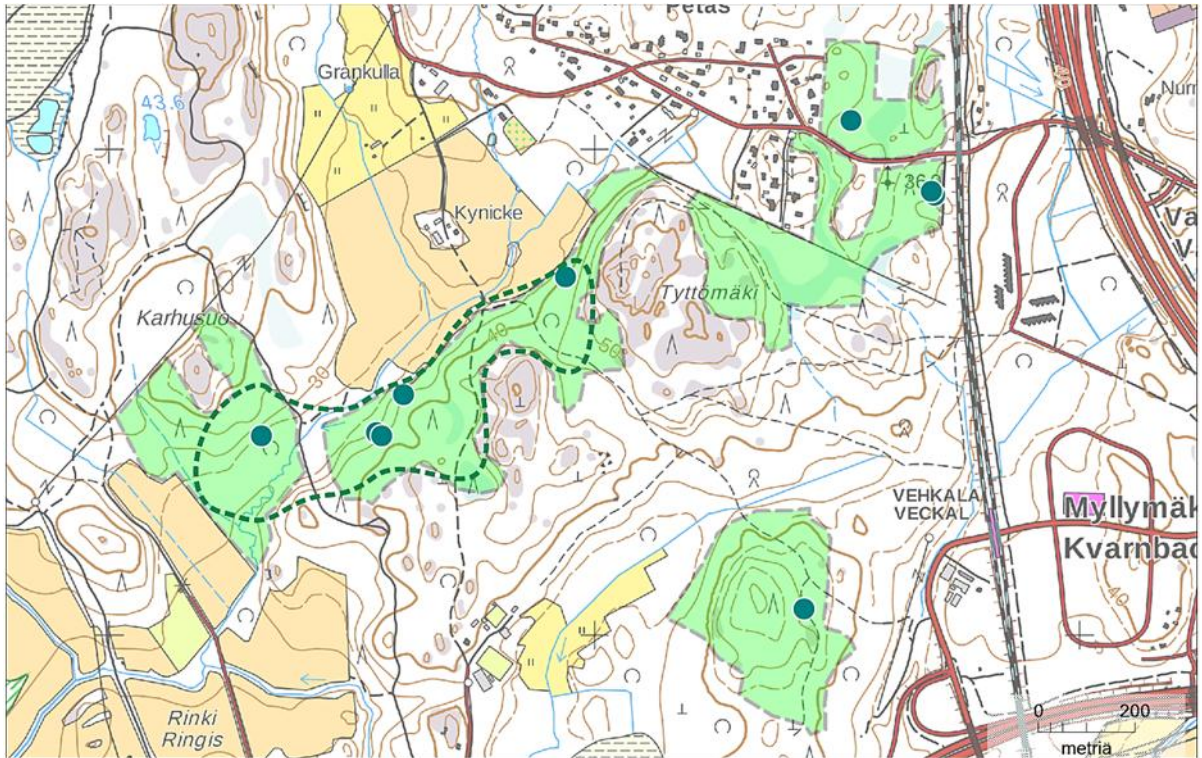 Petas
Grankulla
43.6
Kynicke
Tyttömäki
Karhusuo
40
30
50
VEHKALA
VECKAL
Myllymäk
Kvarnbac
40
Rinki
Ringis
0 200
metria